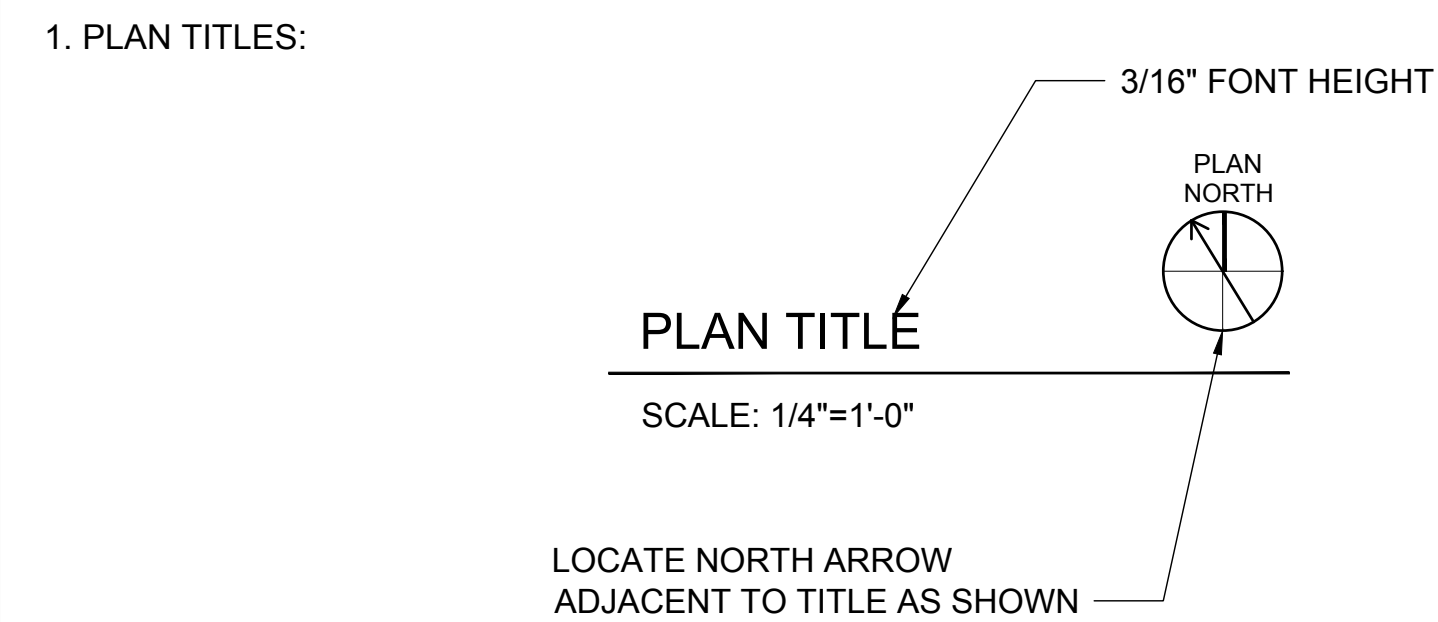 1. PLAN TITLES:
3/16" FONT HEIGHT
PLAN
NORTH
PLAN TITLE
SCALE: 1/4"=1'-0"
LOCATE NORTH ARROW
ADJACENT TO TITLE AS SHOWN